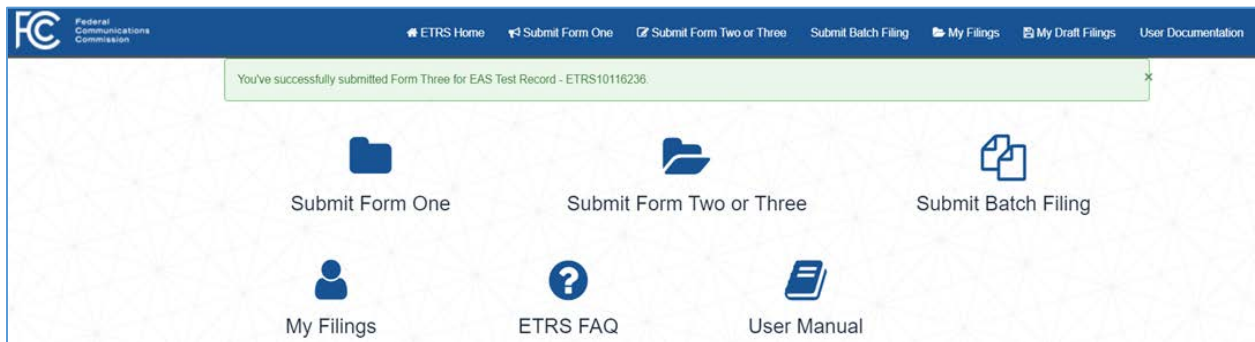 FCC
Federal
Communications
Commission
ETRS Home Submit Form One Submit Form Two or Three Submit Batch Filing My Filings My Draft Filings User Documentation
You've successfully submitted Form Three for EAS Test Record - ETRS10116236. ×
Submit Form One Submit Form Two or Three Submit Batch Filing
My Filings ETRS FAQ User Manual